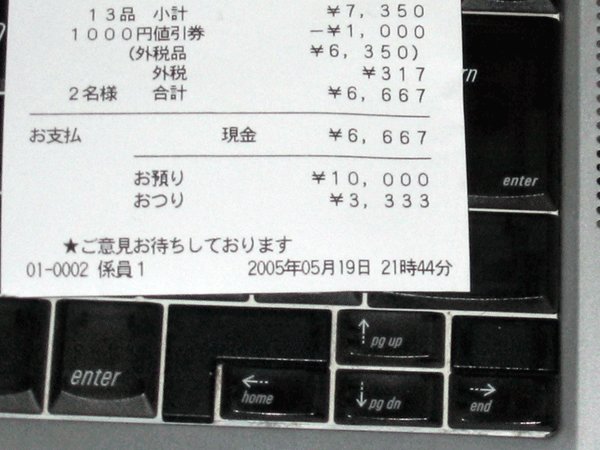 13品 小計 ¥7,350
1000円値引券 -¥1,000
(外税品 ¥6,350)
外税 ¥317
2名様 合計 ¥6,667
お支払 現金 ¥6,667
お預り ¥10,000
おつり ¥3,333
★ご意見お待ちしております
01-0002 係員1 2005年05月19日 21時44分
enter
↑ pg up
enter
← home
↓ pg dn
→ end